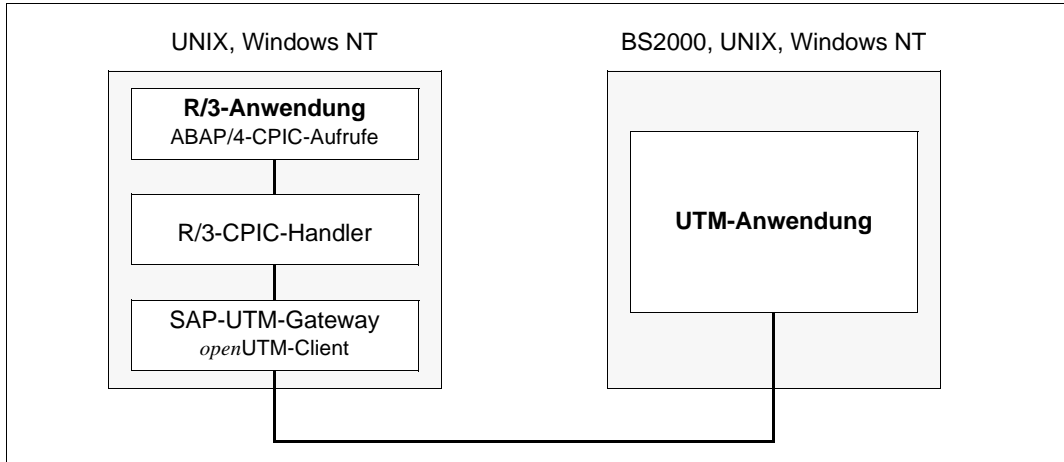 UNIX, Windows NT
R/3-Anwendung
ABAP/4-CPIC-Aufrufe
R/3-CPIC-Handler
SAP-UTM-Gateway
openUTM-Client
BS2000, UNIX, Windows NT
UTM-Anwendung